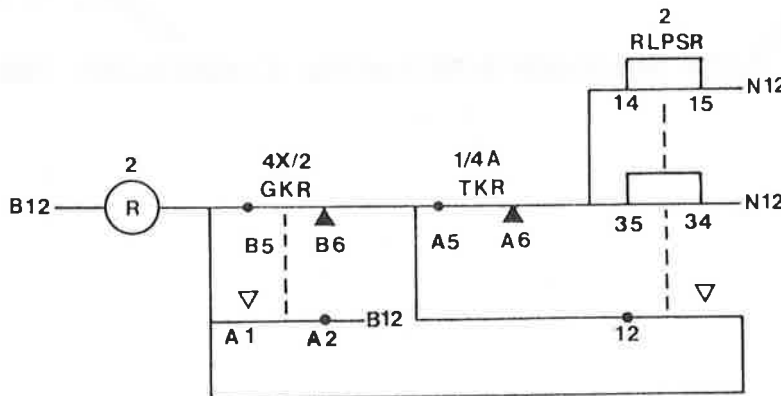 2
RLPSR
14 15 N12
2
4X/2
GKR
1/4A
TKR
B12 R N12
B5 B6 A5 A6 35 34
A1 A2 B12 12